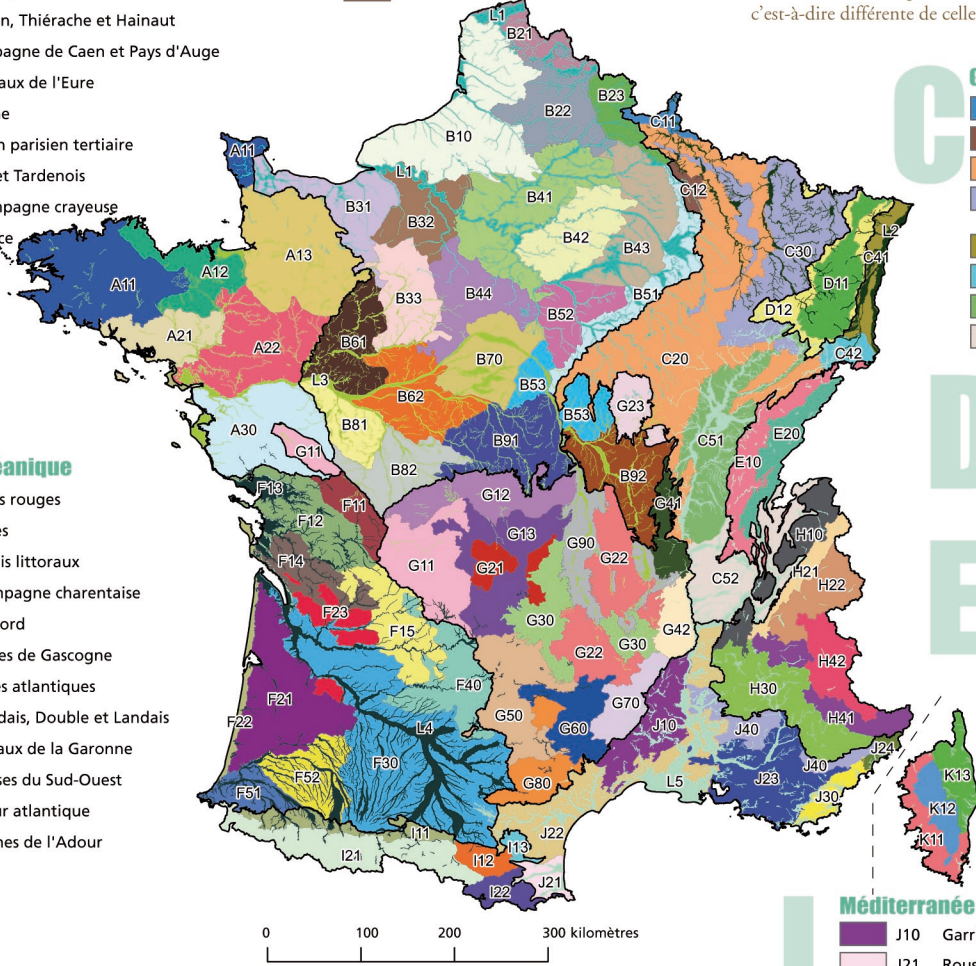 n, Thiérache et Hainaut
pagne de Caen et Pays d'Auge
aux de l'Eure
ne
n parisien tertiaire
et Tardenois
mpagne crayeuse
ce
éanique
s rouges
es
is littoraux
mpagne charentaise
ord
es de Gascogne
es atlantiques
dais, Double et Landais
aux de la Garonne
ses du Sud-Ouest
ur atlantique
nes de l'Adour
c'est-à-dire différente de celle
C
D
E
L1
B21
B23
B22
C11
B10
A11
L1
C12
B31
B32
B41
B42
B43
C30
L2
C41
A13
A12
A11
B33
B44
B51
D11
B52
D12
A21
A22
B61
B70
C20
C42
L3
B62
B53
B53
G23
A30
B81
B91
C51
E20
G11
B82
B92
E10
F13
F11
G12
G41
F12
G13
G90
H10
F14
G11
G21
G22
C52
H21
H22
F23
F15
G30
G30
G42
G22
H42
F40
H30
F21
G50
G60
G70
H41
F22
L4
J10
J40
J24
F30
F52
G80
L5
J23
J40
F51
J30
K13
K12
K11
I11
J22
I21
I12
I13
I22
J21
0 100 200 300 kilomètres
I
Méditerranée
J10 Garr
J21 Rous